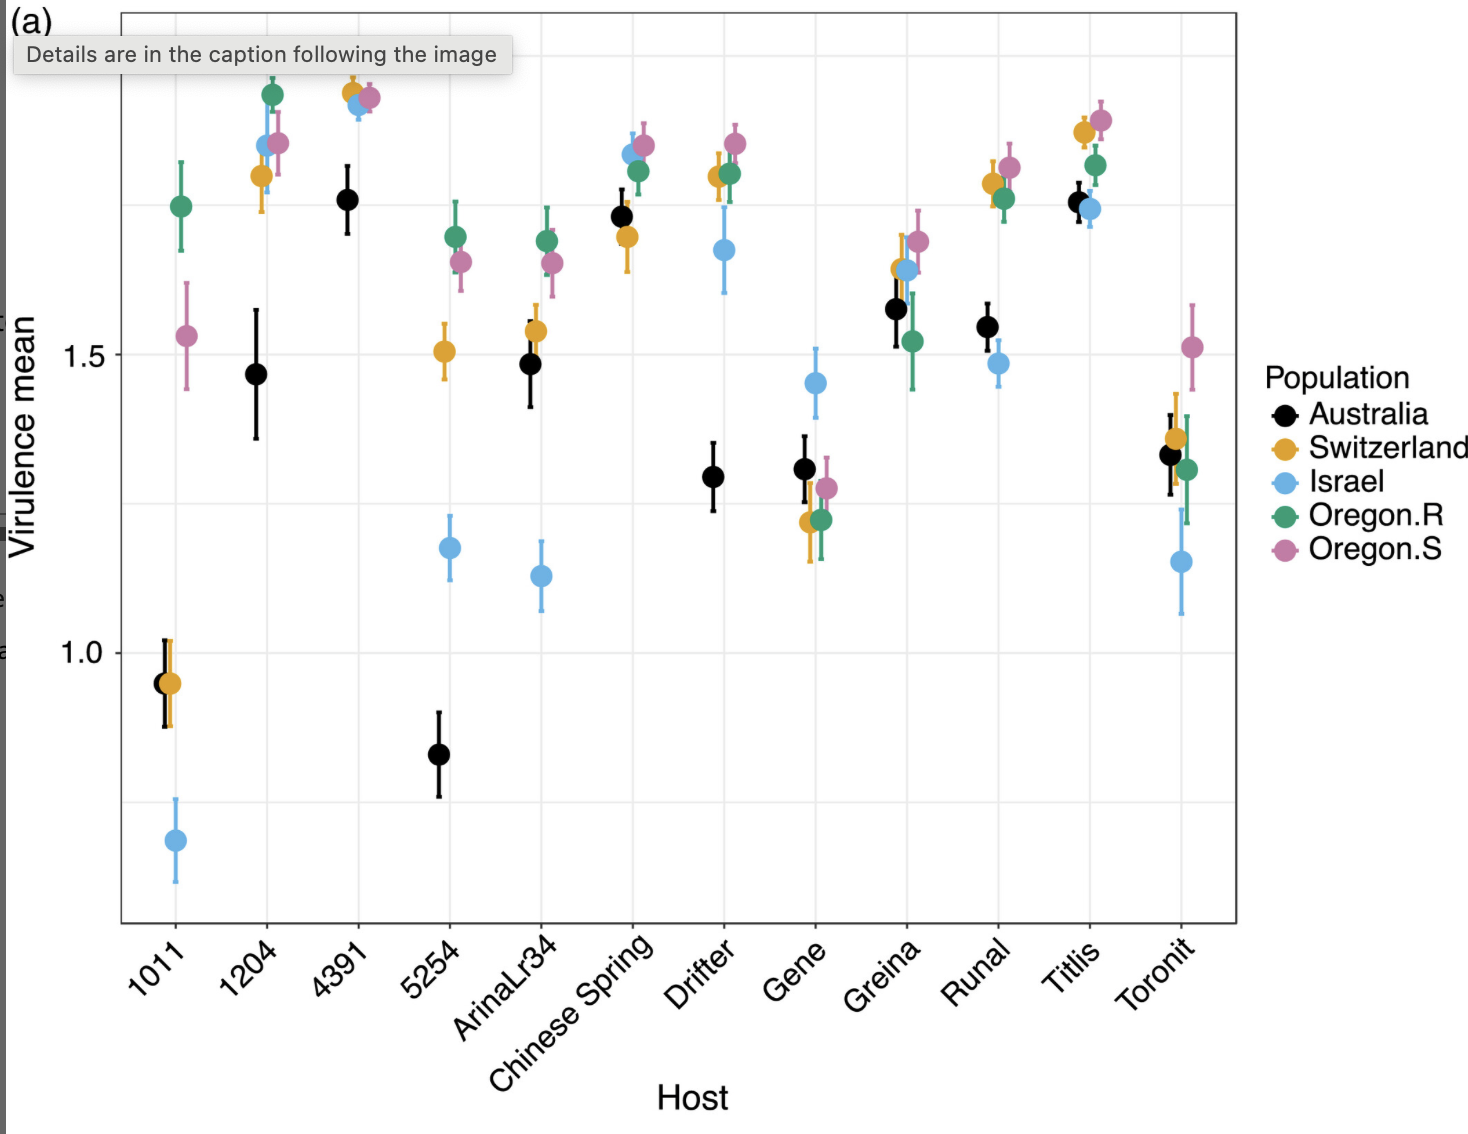 (a)
Details are in the caption following the image
Virulence mean
1.5
1.0
1011
1204
4391
5254
ArinaLr34
Chinese Spring
Drifter
Gene
Greina
Runal
Titlis
Toronit
Host
Population
Australia
Switzerland
Israel
Oregon.R
Oregon.S